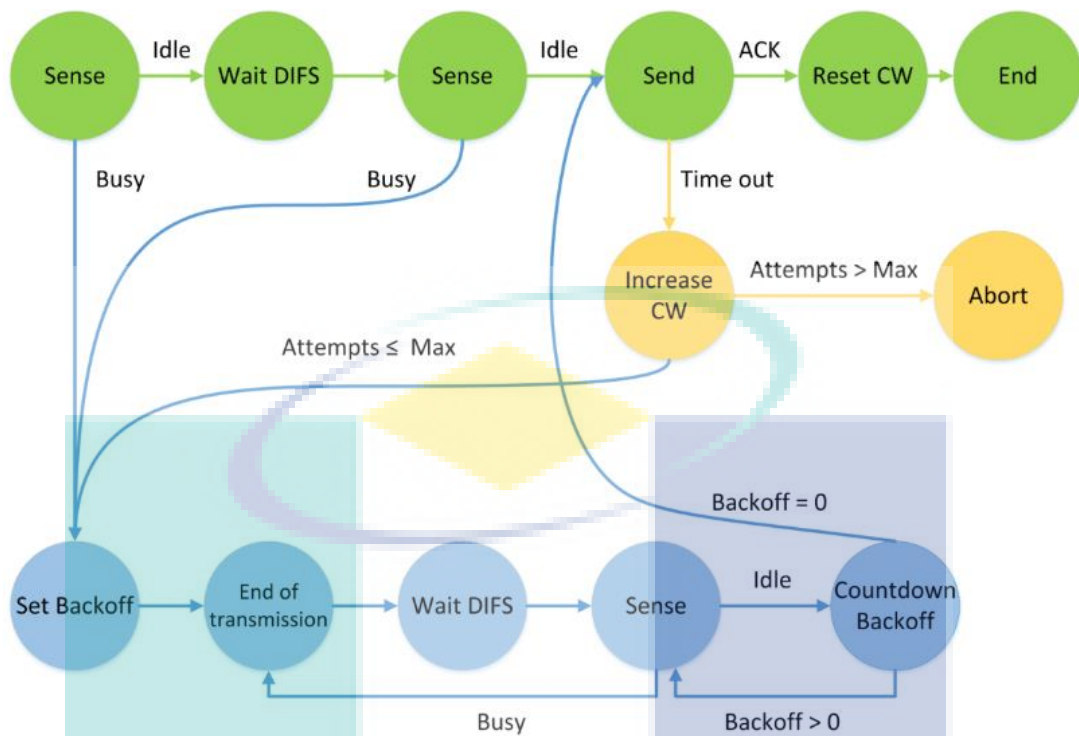 Idle
Idle
ACK
Sense
Wait DIFS
Sense
Send
Reset CW
End
Busy
Busy
Time out
Increase
CW
Attempts > Max
Abort
Attempts ≤ Max
Backoff = 0
Set Backoff
End of
transmission
Wait DIFS
Sense
Idle
Countdown
Backoff
Busy
Backoff > 0